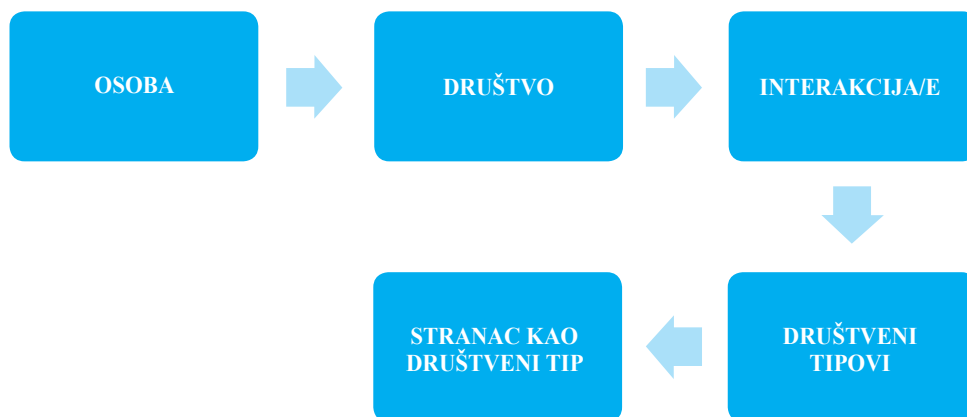 OSOBA
DRUŠTVO
INTERAKCIJA/E
DRUŠTVENI
TIPOVI
STRANAC KAO
DRUŠTVENI TIP